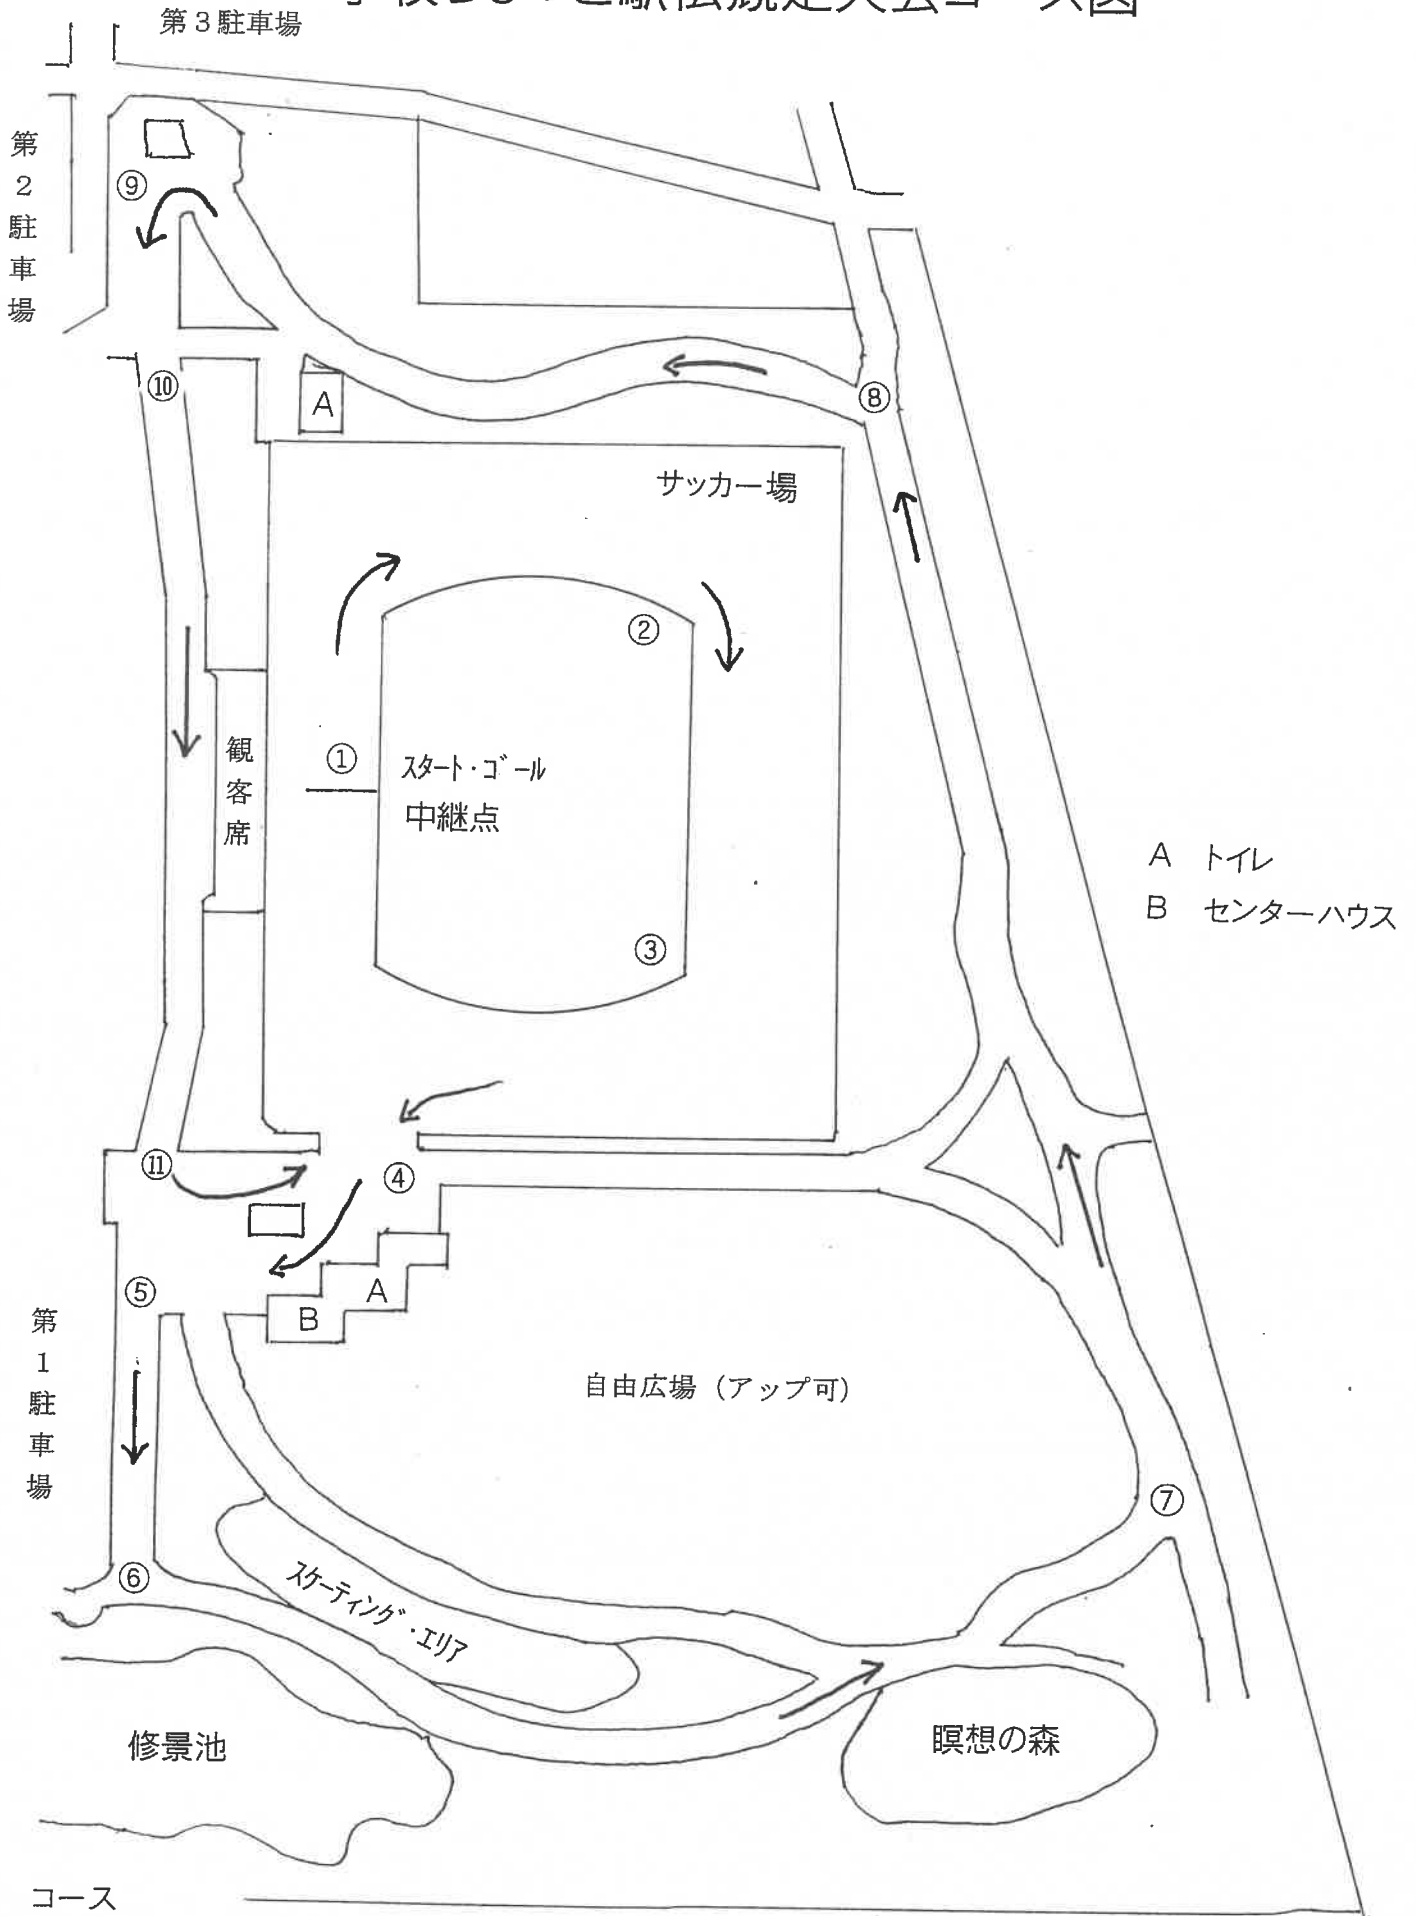 第３駐車場
第２駐車場
⑨
⑩
A
⑧
サッカー場
②
①
スタート・ゴール
中継点
観客席
A トイレ
B センターハウス
③
⑪
④
⑤
A
B
第１駐車場
自由広場（アップ可）
⑦
⑥
スケーティング・エリア
修景池
瞑想の森
コース